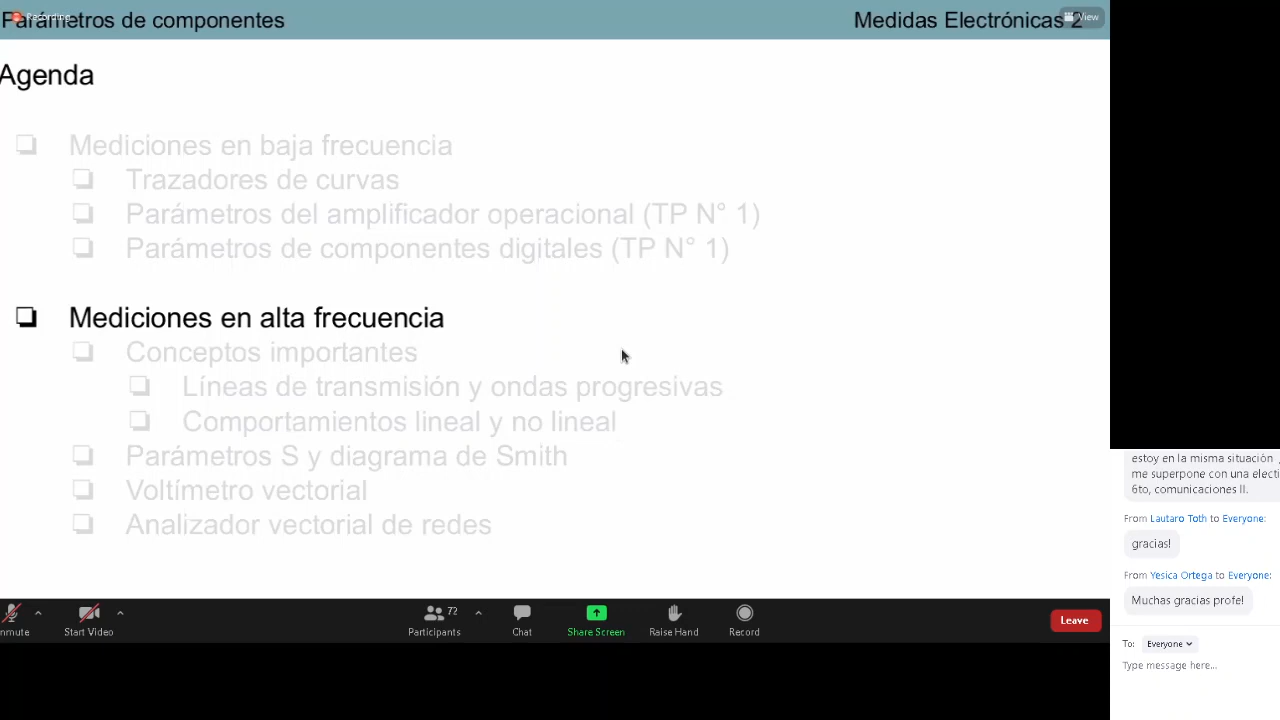 Parámetros de componentes
Recording
Medidas Electrónicas 2
View
Agenda
Mediciones en baja frecuencia
Trazadores de curvas
Parámetros del amplificador operacional (TP N° 1)
Parámetros de componentes digitales (TP N° 1)
Mediciones en alta frecuencia
Conceptos importantes
Líneas de transmisión y ondas progresivas
Comportamientos lineal y no lineal
Parámetros S y diagrama de Smith
Voltímetro vectorial
Analizador vectorial de redes
nmute
Start Video
72
Participants
Chat
Share Screen
Raise Hand
Record
Leave
estoy en la misma situación
me superpone con una electi
6to, comunicaciones II.
From Lautaro Toth to Everyone:
gracias!
From Yesica Ortega to Everyone:
Muchas gracias profe!
To: Everyone
Type message here...